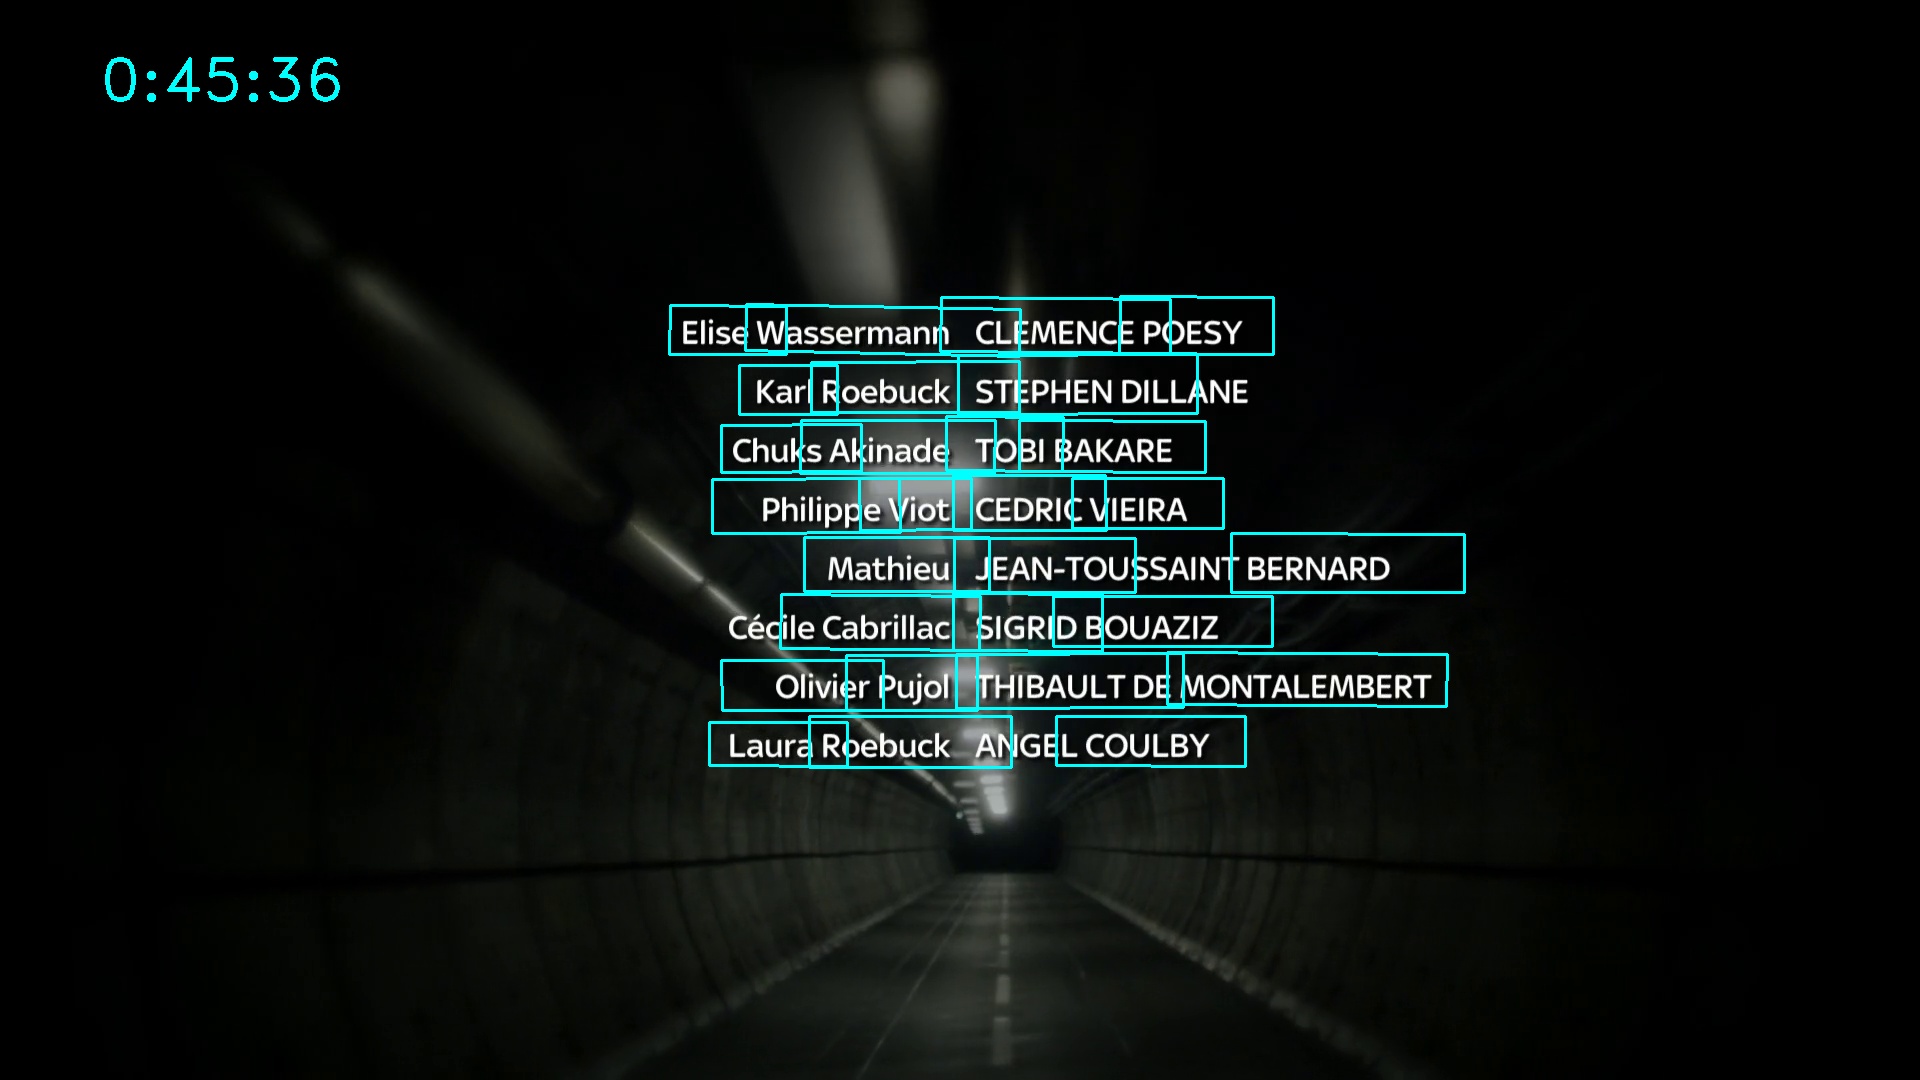 0:45:36
Elise Wassermann CLEMENCE POESY
Karl Roebuck STEPHEN DILLANE
Chuks Akinade TOBI BAKARE
Philippe Viot CEDRIC VIEIRA
Mathieu JEAN-TOUSSAINT BERNARD
Cécile Cabrillac SIGRID BOUAZIZ
Olivier Pujol THIBAULT DE MONTALEMBERT
Laura Roebuck ANGEL COULBY